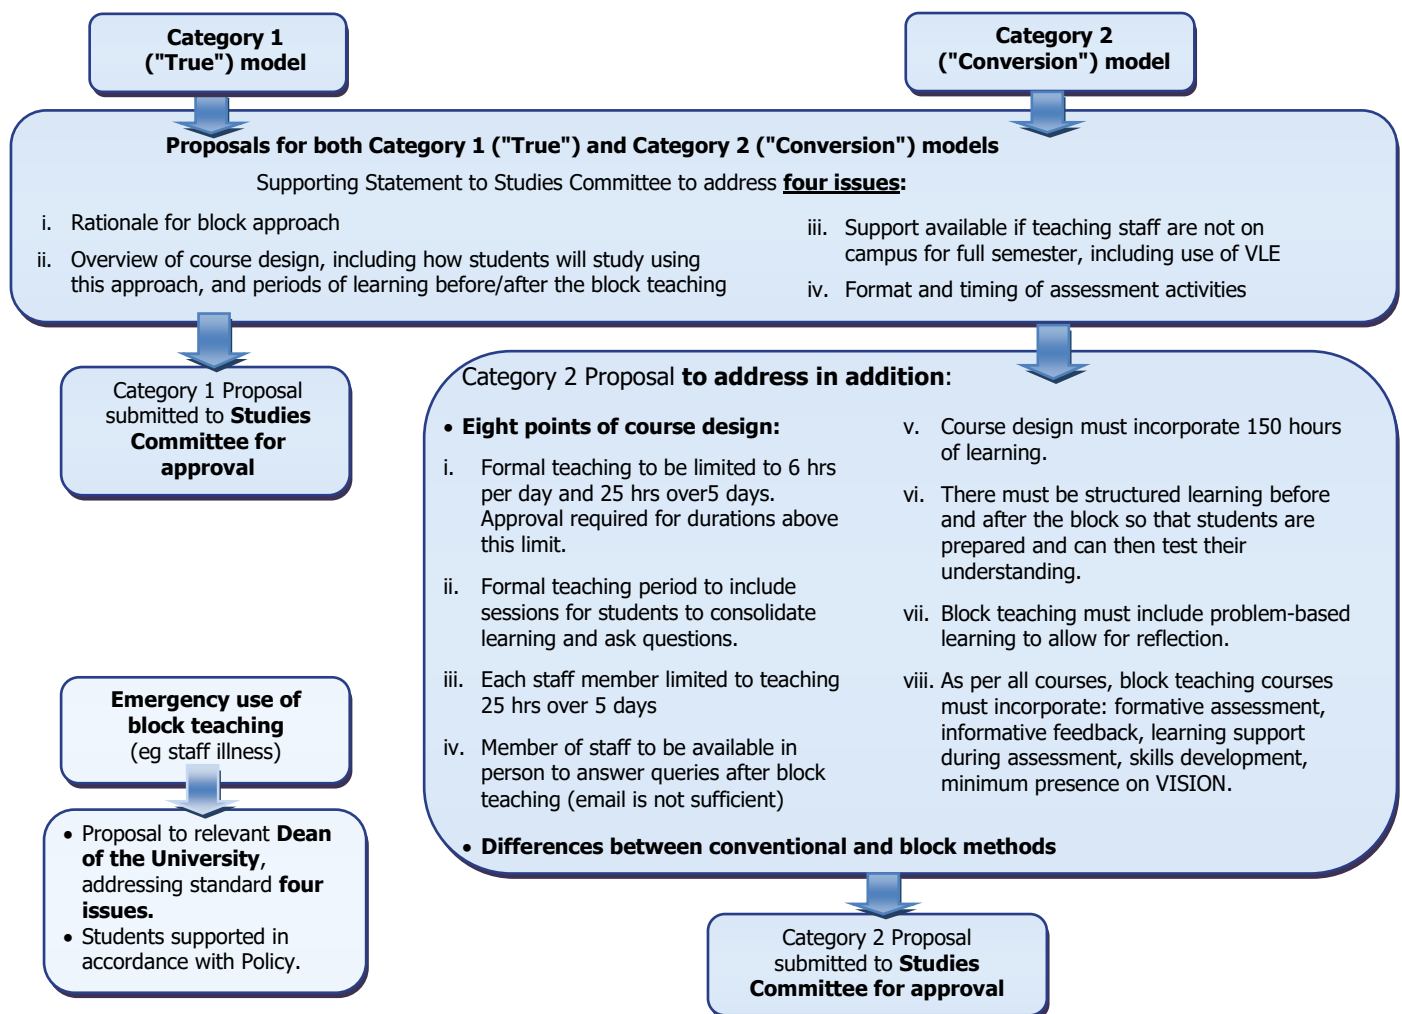 Category 1
("True") model
Category 2
("Conversion") model
Proposals for both Category 1 ("True") and Category 2 ("Conversion") models
Supporting Statement to Studies Committee to address four issues:
i. Rationale for block approach
ii. Overview of course design, including how students will study using
this approach, and periods of learning before/after the block teaching
iii. Support available if teaching staff are not on
campus for full semester, including use of VLE
iv. Format and timing of assessment activities
Category 1 Proposal
submitted to Studies
Committee for
approval
Category 2 Proposal to address in addition:
• Eight points of course design:
i. Formal teaching to be limited to 6 hrs
per day and 25 hrs over5 days.
Approval required for durations above
this limit.
ii. Formal teaching period to include
sessions for students to consolidate
learning and ask questions.
iii. Each staff member limited to teaching
25 hrs over 5 days
iv. Member of staff to be available in
person to answer queries after block
teaching (email is not sufficient)
v. Course design must incorporate 150 hours
of learning.
vi. There must be structured learning before
and after the block so that students are
prepared and can then test their
understanding.
vii. Block teaching must include problem-based
learning to allow for reflection.
viii. As per all courses, block teaching courses
must incorporate: formative assessment,
informative feedback, learning support
during assessment, skills development,
minimum presence on VISION.
• Differences between conventional and block methods
Emergency use of
block teaching
(eg staff illness)
• Proposal to relevant Dean
of the University,
addressing standard four
issues.
• Students supported in
accordance with Policy.
Category 2 Proposal
submitted to Studies
Committee for approval